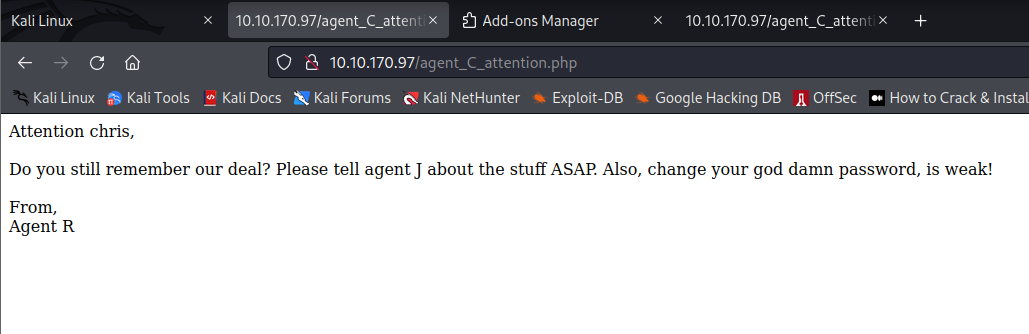 Kali Linux
10.10.170.97/agent_C_attenti
Add-ons Manager
10.10.170.97/agent_C_attenti
10.10.170.97/agent_C_attention.php
Kali Linux
Kali Tools
Kali Docs
Kali Forums
Kali NetHunter
Exploit-DB
Google Hacking DB
OffSec
How to Crack & Instal
Attention chris,
Do you still remember our deal? Please tell agent J about the stuff ASAP. Also, change your god damn password, is weak!
From,
Agent R